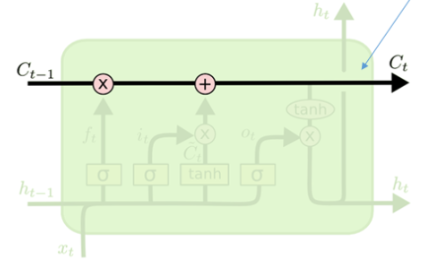 h_t
C_{t-1} x + C_t
tanh
f_t i_t x o_t x
C̃_t
σ σ tanh σ
h_{t-1} h_t
x_t